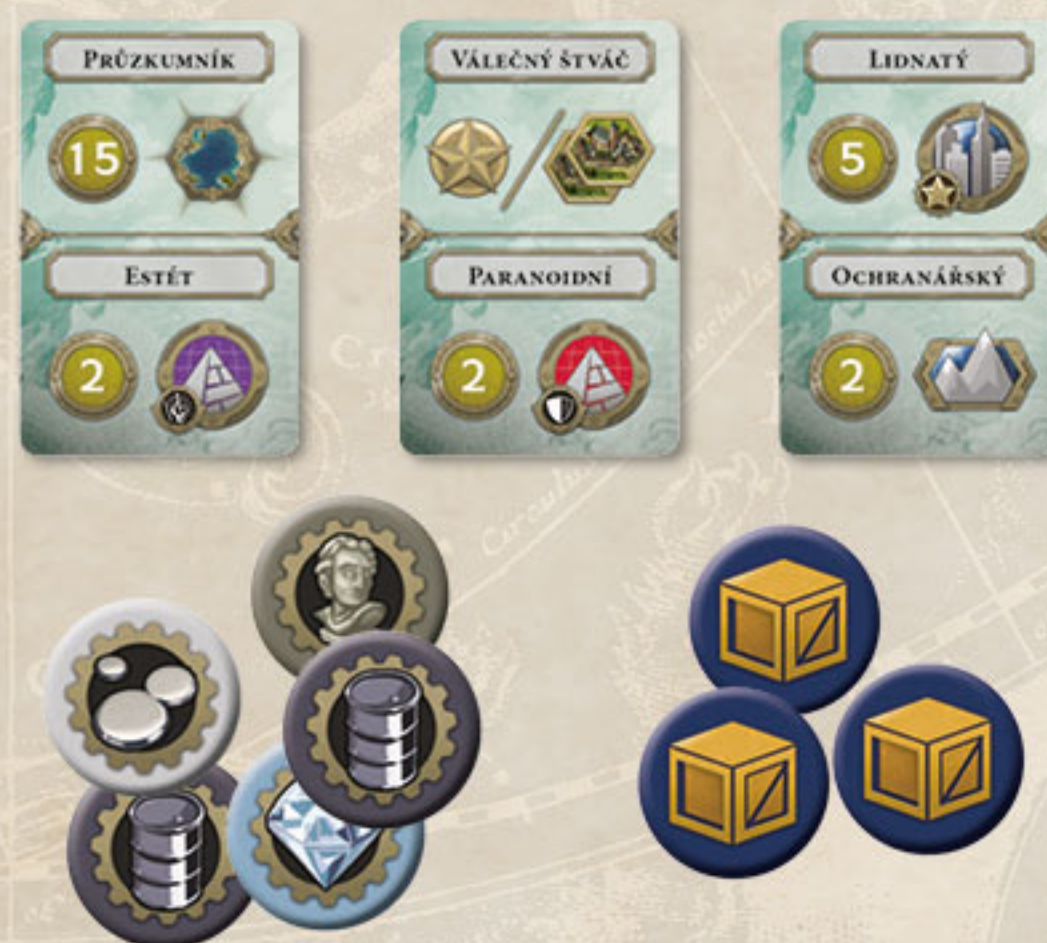 PRŮZKUMNÍK
15
ESTÉT
2
VÁLEČNÝ ŠTVÁČ
PARANOIDNÍ
2
LIDNATÝ
5
OCHRANÁŘSKÝ
2